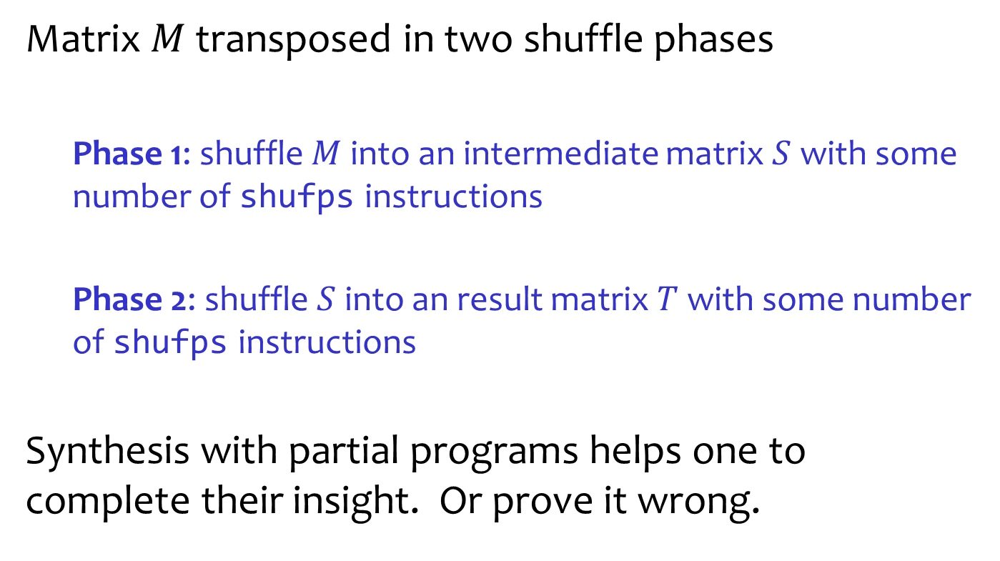 Matrix M transposed in two shuffle phases
Phase 1: shuffle M into an intermediate matrix S with some
number of shufps instructions
Phase 2: shuffle S into an result matrix T with some number
of shufps instructions
Synthesis with partial programs helps one to
complete their insight.  Or prove it wrong.